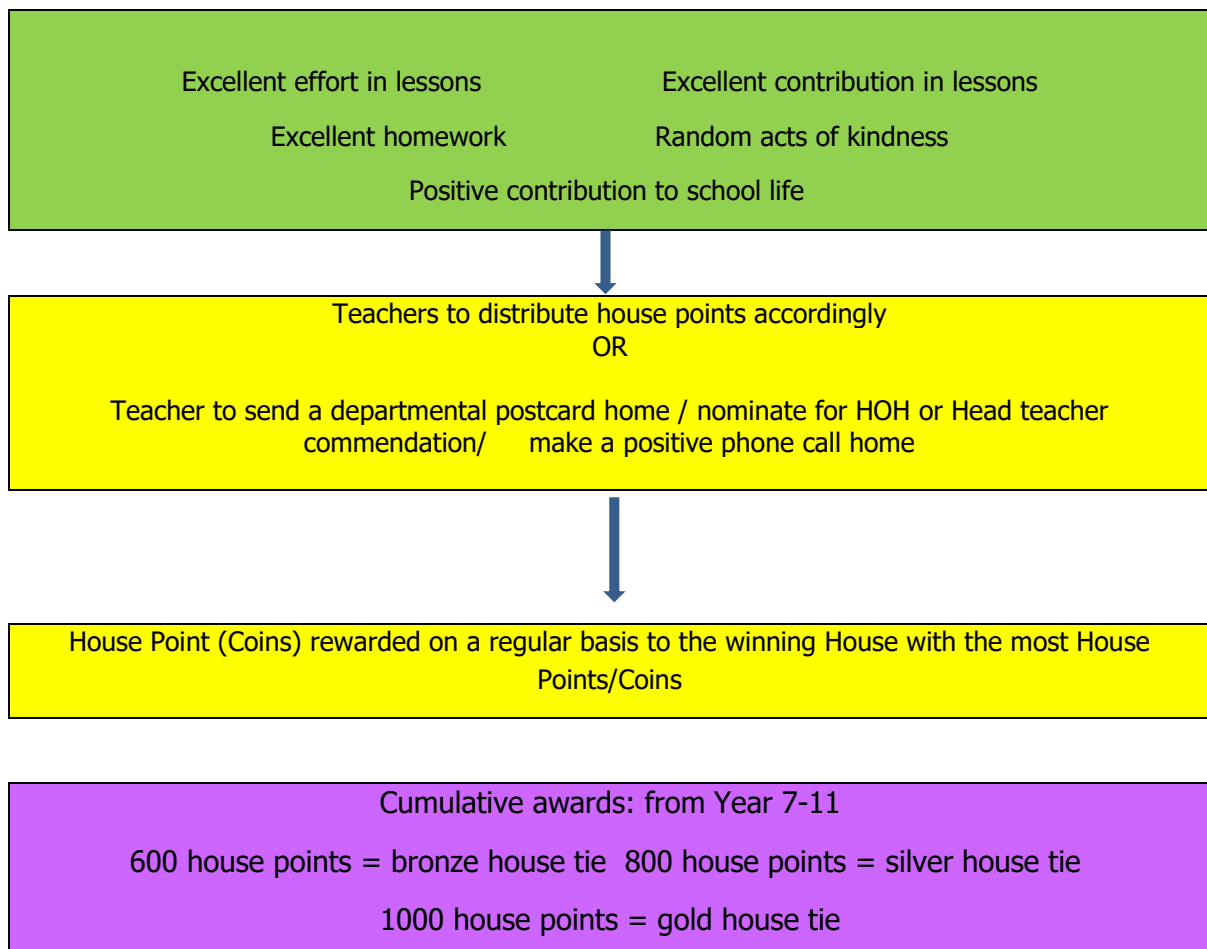 Excellent effort in lessons Excellent contribution in lessons
Excellent homework Random acts of kindness
Positive contribution to school life
Teachers to distribute house points accordingly
OR
Teacher to send a departmental postcard home / nominate for HOH or Head teacher
commendation/ make a positive phone call home
House Point (Coins) rewarded on a regular basis to the winning House with the most House
Points/Coins
Cumulative awards: from Year 7-11
600 house points = bronze house tie 800 house points = silver house tie
1000 house points = gold house tie